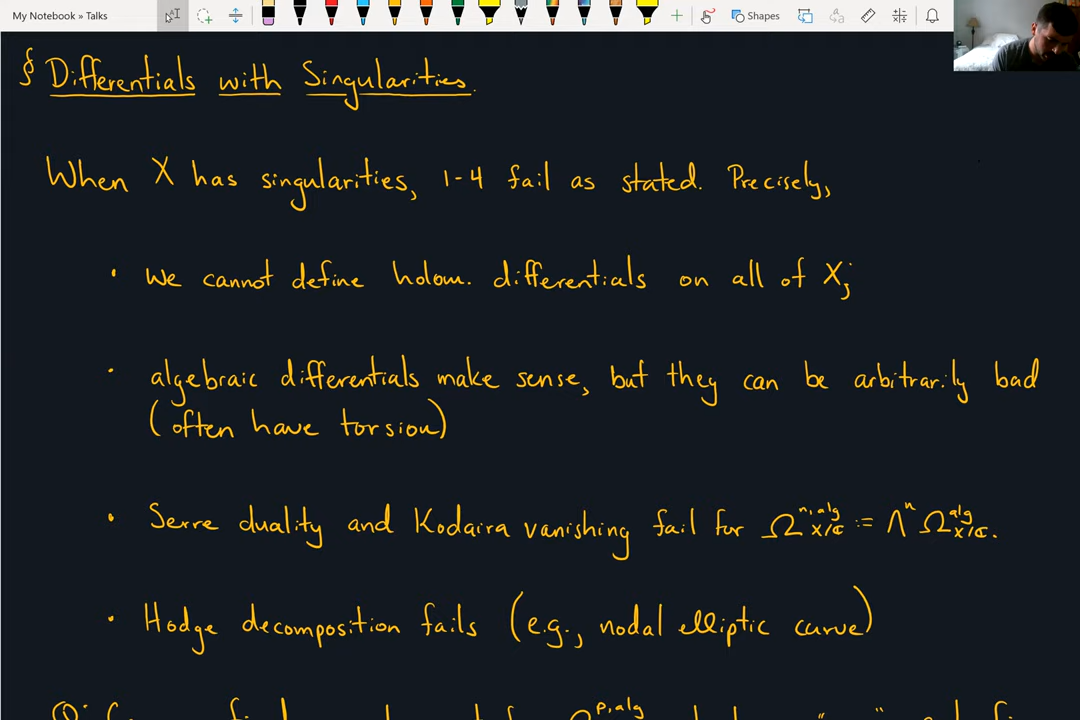 My Notebook » Talks
Shapes
§ Differentials with Singularities.
When X has singularities, 1-4 fail as stated. Precisely,
· we cannot define holom. differentials on all of X;
· algebraic differentials make sense, but they can be arbitrarily bad
(often have torsion)
· Serre duality and Kodaira vanishing fail for Ω^{n,alg}_{X/ℂ} := Λ^n Ω^{alg}_{X/ℂ}.
· Hodge decomposition fails (e.g., nodal elliptic curve)